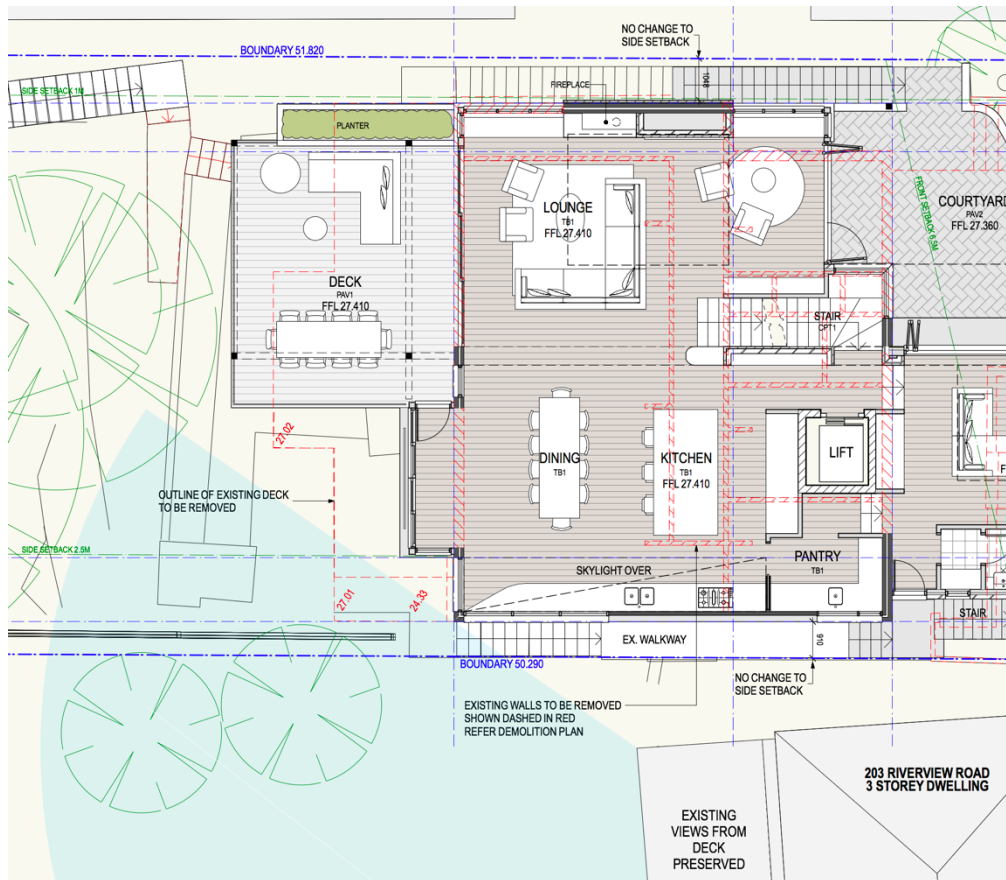 BOUNDARY 51.820
NO CHANGE TO
SIDE SETBACK
SIDE SETBACK 1M
FIREPLACE
1048
PLANTER
LOUNGE
TB1
FFL 27.410
FRONT SETBACK 6.5M
COURTYARD
PAV2
FFL 27.360
DECK
PAV1
FFL 27.410
STAIR
CPT1
27.02
DINING
TB1
KITCHEN
TB1
FFL 27.410
LIFT
F
OUTLINE OF EXISTING DECK
TO BE REMOVED
SIDE SETBACK 2.5M
SKYLIGHT OVER
PANTRY
TB1
27.01
24.33
STAIR
EX. WALKWAY
910
BOUNDARY 50.290
NO CHANGE TO
SIDE SETBACK
EXISTING WALLS TO BE REMOVED
SHOWN DASHED IN RED
REFER DEMOLITION PLAN
203 RIVERVIEW ROAD
3 STOREY DWELLING
EXISTING
VIEWS FROM
DECK
PRESERVED